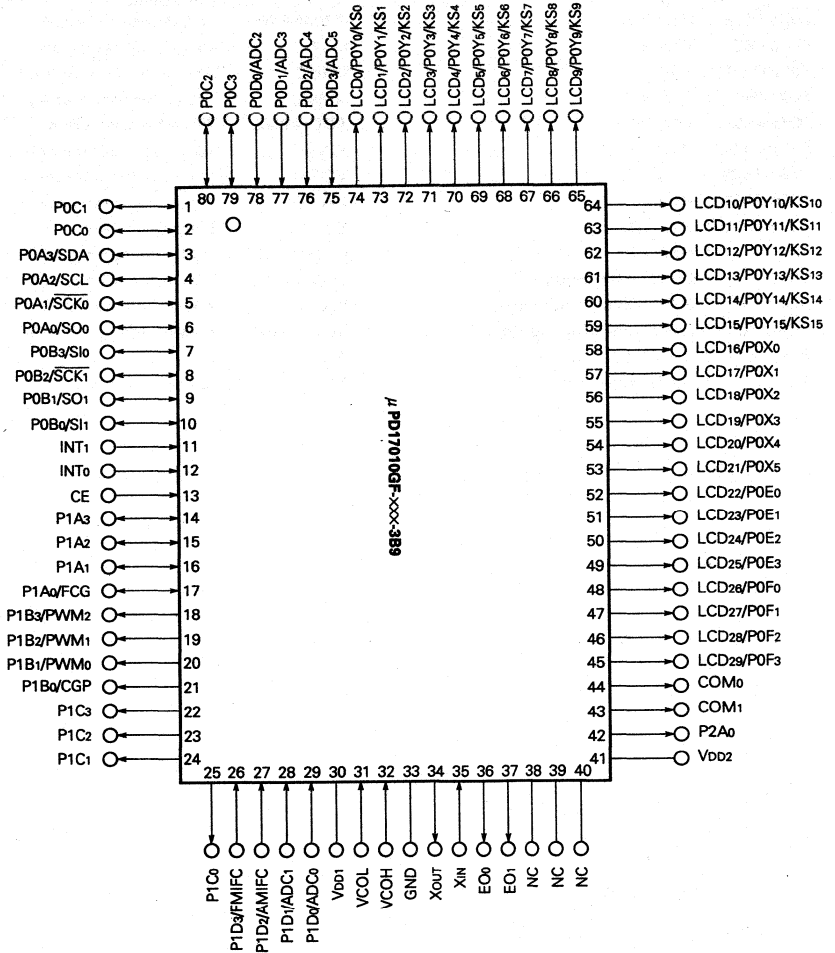 P0C2
P0C3
P0D0/ADC2
P0D1/ADC3
P0D2/ADC4
P0D3/ADC5
LCD0/P0Y0/KS0
LCD1/P0Y1/KS1
LCD2/P0Y2/KS2
LCD3/P0Y3/KS3
LCD4/P0Y4/KS4
LCD5/P0Y5/KS5
LCD6/P0Y6/KS6
LCD7/P0Y7/KS7
LCD8/P0Y8/KS8
LCD9/P0Y9/KS9
80 79 78 77 76 75 74 73 72 71 70 69 68 67 66 65
P0C1 1
P0C0 2
P0A3/SDA 3
P0A2/SCL 4
P0A1/S̅C̅K̅0̅ 5
P0A0/SO0 6
P0B3/SI0 7
P0B2/S̅C̅K̅1̅ 8
P0B1/SO1 9
P0B0/SI1 10
INT1 11
INT0 12
CE 13
P1A3 14
P1A2 15
P1A1 16
P1A0/FCG 17
P1B3/PWM2 18
P1B2/PWM1 19
P1B1/PWM0 20
P1B0/CGP 21
P1C3 22
P1C2 23
P1C1 24
μPD17010GF-×××-3B9
64 LCD10/P0Y10/KS10
63 LCD11/P0Y11/KS11
62 LCD12/P0Y12/KS12
61 LCD13/P0Y13/KS13
60 LCD14/P0Y14/KS14
59 LCD15/P0Y15/KS15
58 LCD16/P0X0
57 LCD17/P0X1
56 LCD18/P0X2
55 LCD19/P0X3
54 LCD20/P0X4
53 LCD21/P0X5
52 LCD22/P0E0
51 LCD23/P0E1
50 LCD24/P0E2
49 LCD25/P0E3
48 LCD26/P0F0
47 LCD27/P0F1
46 LCD28/P0F2
45 LCD29/P0F3
44 COM0
43 COM1
42 P2A0
41 VDD2
25 26 27 28 29 30 31 32 33 34 35 36 37 38 39 40
P1C0
P1D3/FMIFC
P1D2/AMIFC
P1D1/ADC1
P1D0/ADC0
VDD1
VCOL
VCOH
GND
XOUT
XIN
EO0
EO1
NC
NC
NC